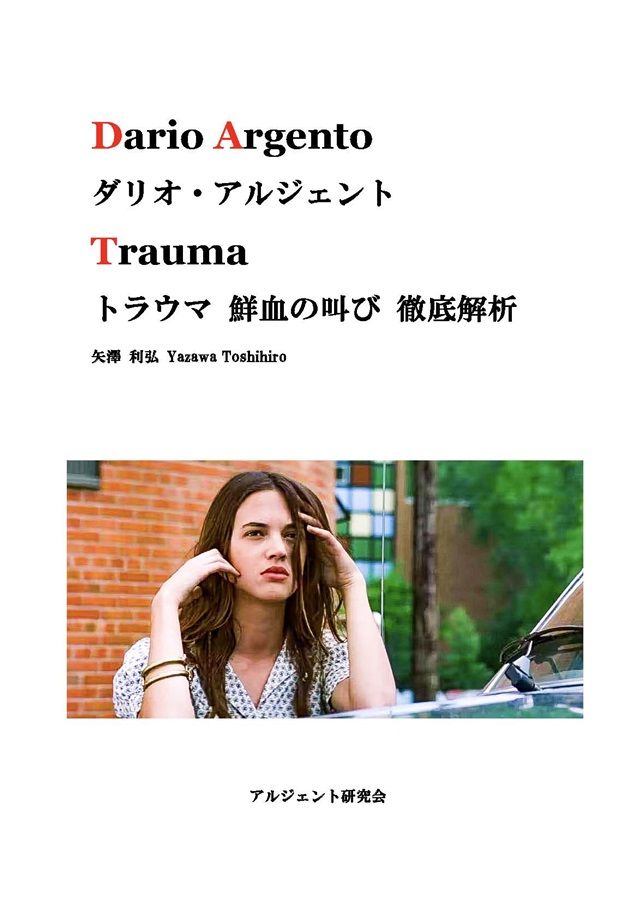 Dario Argento
ダリオ・アルジェント
Trauma
トラウマ 鮮血の叫び 徹底解析
矢澤 利弘 Yazawa Toshihiro
アルジェント研究会